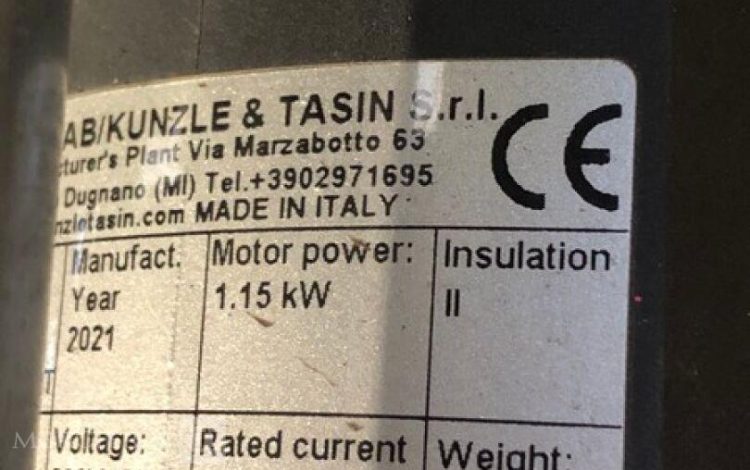 AB/KUNZLE & TASIN S.r.l.
cturer's Plant Via Marzabotto 63
Dugnano (MI) Tel.+3902971695
nzletasin.com MADE IN ITALY
CE
Manufact. Year 2021
Motor power: 1.15 kW
Insulation II
T
Voltage:
Rated current
Weight: